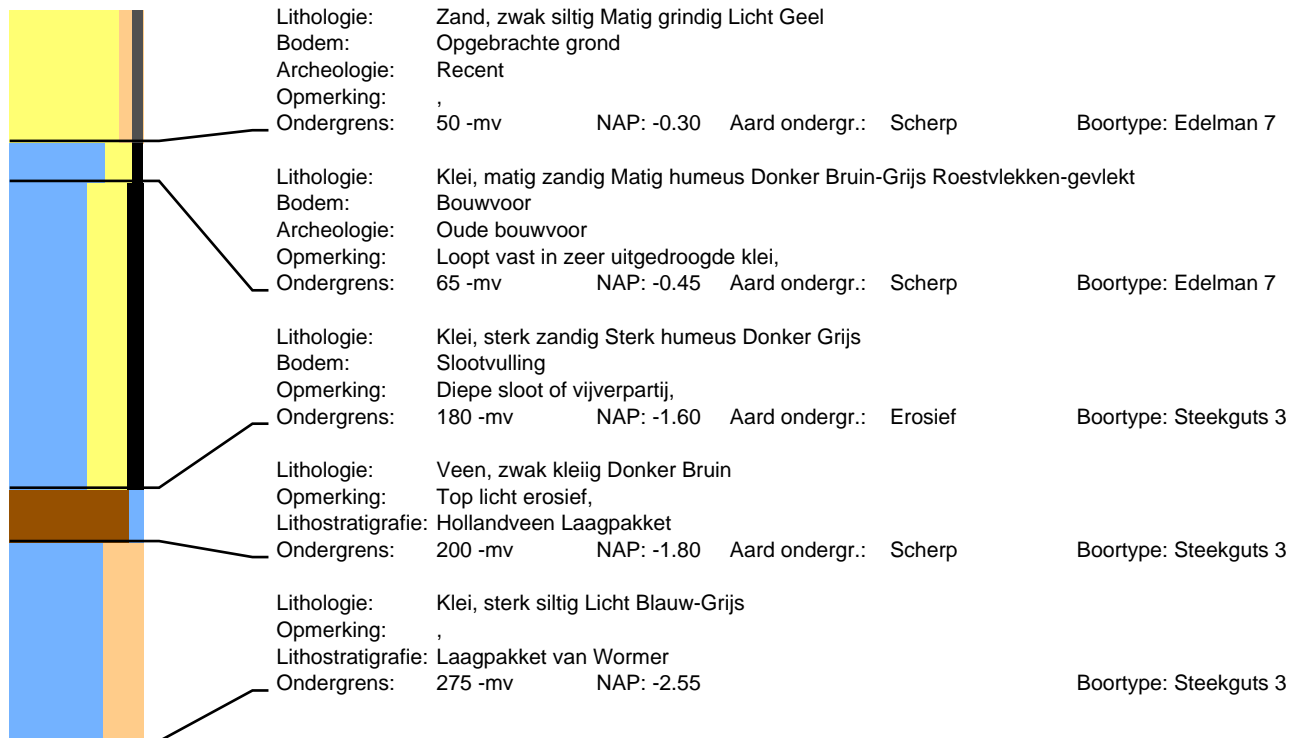 Lithologie: Zand, zwak siltig Matig grindig Licht Geel
Bodem: Opgebrachte grond
Archeologie: Recent
Opmerking: ,
Ondergrens: 50 -mv NAP: -0.30 Aard ondergr.: Scherp Boortype: Edelman 7
Lithologie: Klei, matig zandig Matig humeus Donker Bruin-Grijs Roestvlekken-gevlekt
Bodem: Bouwvoor
Archeologie: Oude bouwvoor
Opmerking: Loopt vast in zeer uitgedroogde klei,
Ondergrens: 65 -mv NAP: -0.45 Aard ondergr.: Scherp Boortype: Edelman 7
Lithologie: Klei, sterk zandig Sterk humeus Donker Grijs
Bodem: Slootvulling
Opmerking: Diepe sloot of vijverpartij,
Ondergrens: 180 -mv NAP: -1.60 Aard ondergr.: Erosief Boortype: Steekguts 3
Lithologie: Veen, zwak kleiig Donker Bruin
Opmerking: Top licht erosief,
Lithostratigrafie: Hollandveen Laagpakket
Ondergrens: 200 -mv NAP: -1.80 Aard ondergr.: Scherp Boortype: Steekguts 3
Lithologie: Klei, sterk siltig Licht Blauw-Grijs
Opmerking: ,
Lithostratigrafie: Laagpakket van Wormer
Ondergrens: 275 -mv NAP: -2.55 Boortype: Steekguts 3